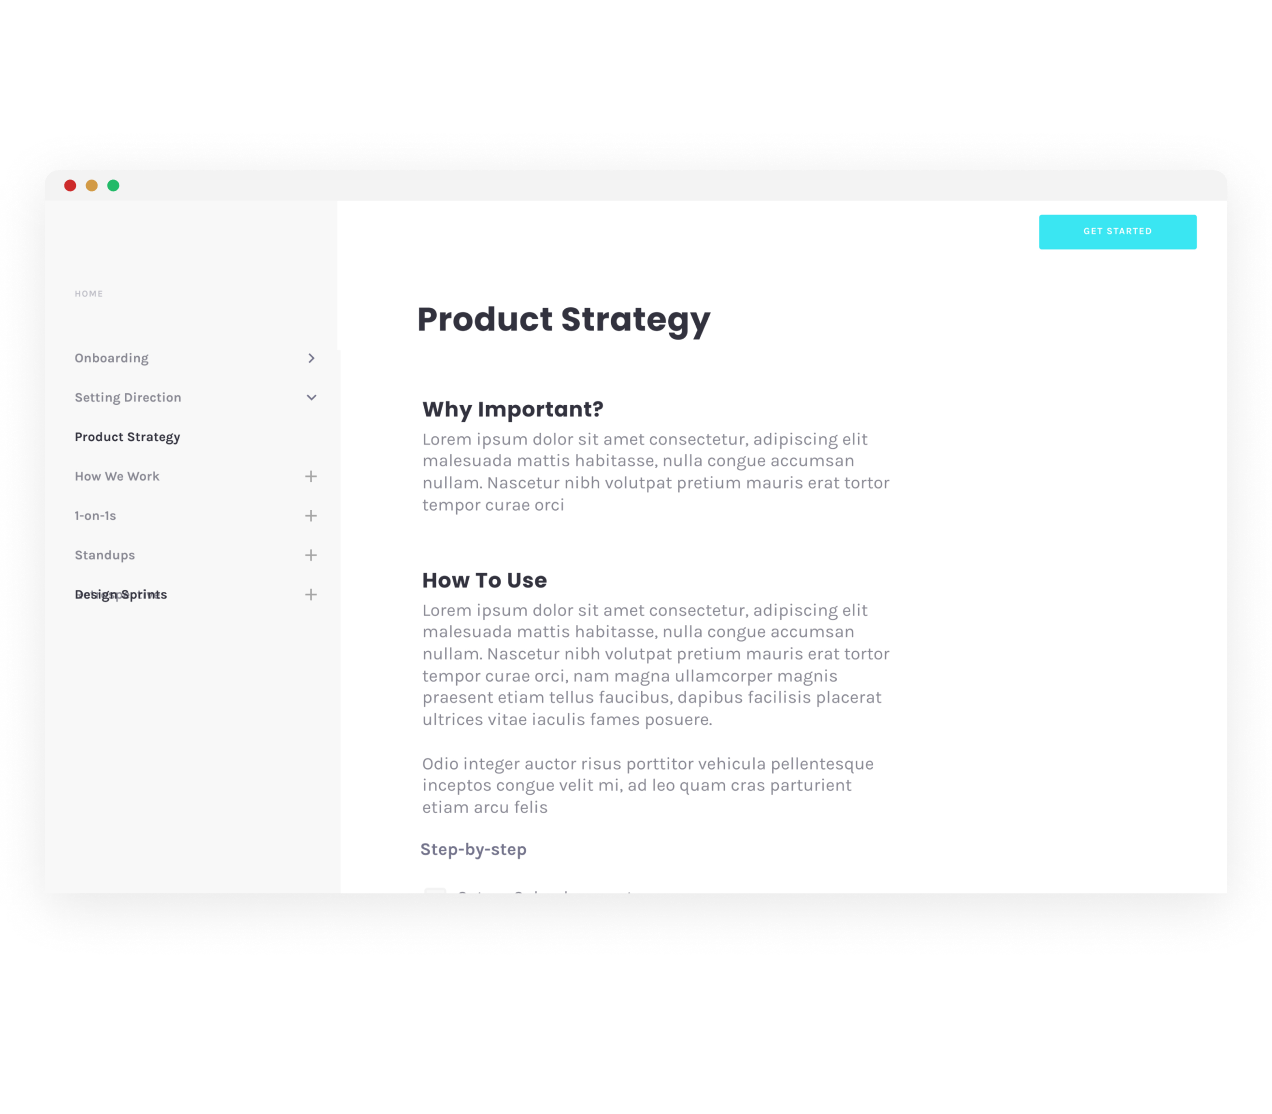 GET STARTED
HOME
Onboarding
Setting Direction
Product Strategy
How We Work
1-on-1s
Standups
Design Sprints
Product Strategy
Why Important?
Lorem ipsum dolor sit amet consectetur, adipiscing elit
malesuada mattis habitasse, nulla congue accumsan
nullam. Nascetur nibh volutpat pretium mauris erat tortor
tempor curae orci
How To Use
Lorem ipsum dolor sit amet consectetur, adipiscing elit
malesuada mattis habitasse, nulla congue accumsan
nullam. Nascetur nibh volutpat pretium mauris erat tortor
tempor curae orci, nam magna ullamcorper magnis
praesent etiam tellus faucibus, dapibus facilisis placerat
ultrices vitae iaculis fames posuere.
Odio integer auctor risus porttitor vehicula pellentesque
inceptos congue velit mi, ad leo quam cras parturient
etiam arcu felis
Step-by-step